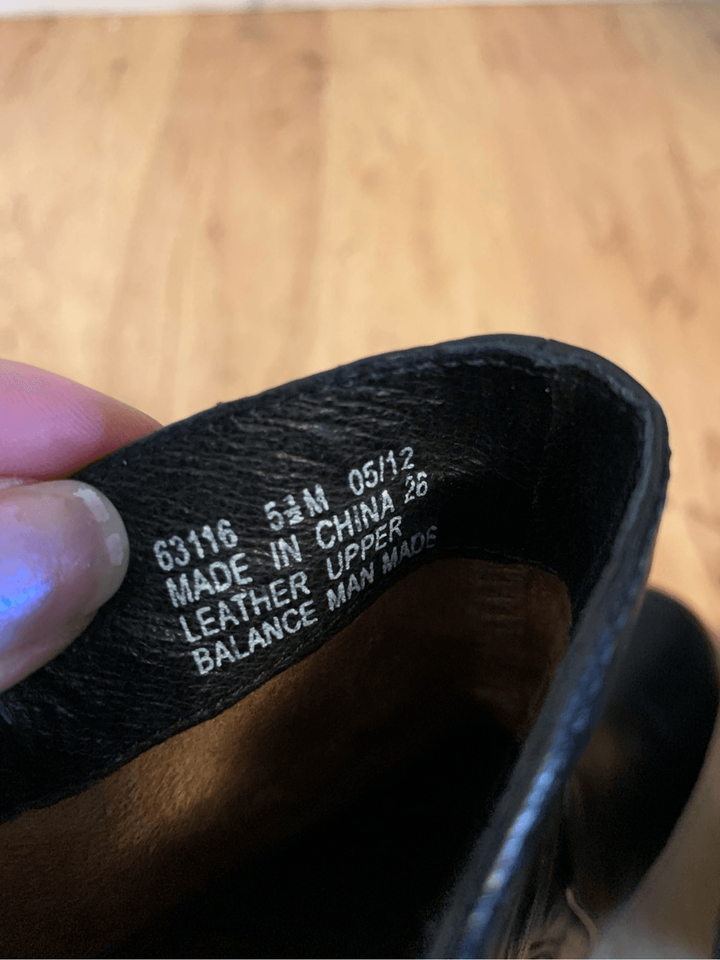 63116 5½M 05/12
MADE IN CHINA 26
LEATHER UPPER
BALANCE MAN MADE